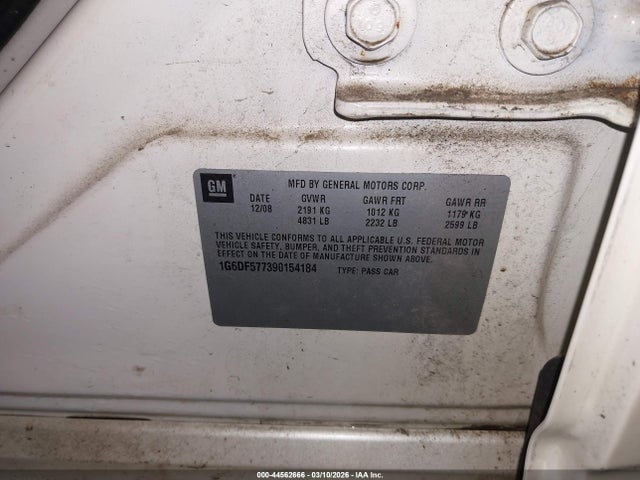 GM
MFD BY GENERAL MOTORS CORP.
DATE GVWR GAWR FRT GAWR RR
12/08 2191 KG 1012 KG 1179 KG
4831 LB 2232 LB 2599 LB
THIS VEHICLE CONFORMS TO ALL APPLICABLE U.S. FEDERAL MOTOR
VEHICLE SAFETY, BUMPER, AND THEFT PREVENTION STANDARDS IN
EFFECT ON THE DATE OF MANUFACTURE SHOWN ABOVE.
1G6DF577390154184 TYPE: PASS CAR
000-44562666 - 03/10/2026 - IAA Inc.